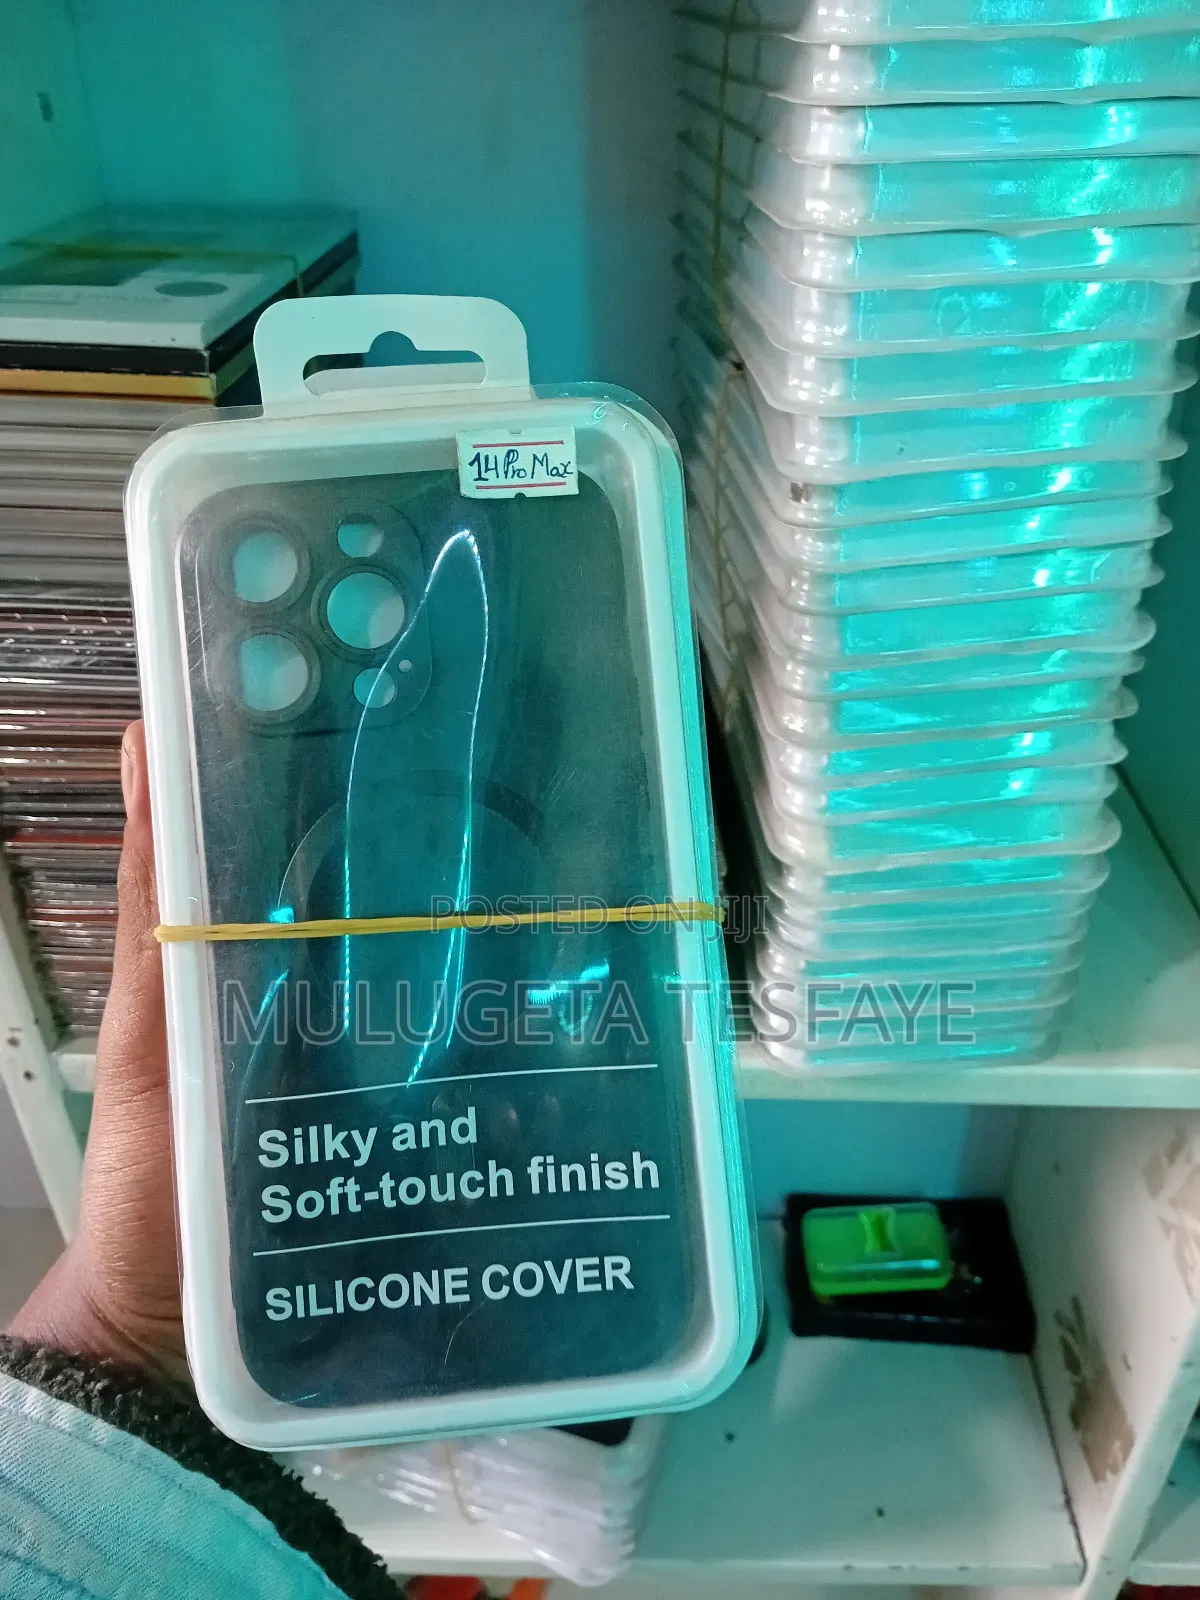 14 Pro Max
POSTED ON JIJI
MULUGETA TESFAYE
Silky and
Soft-touch finish
SILICONE COVER